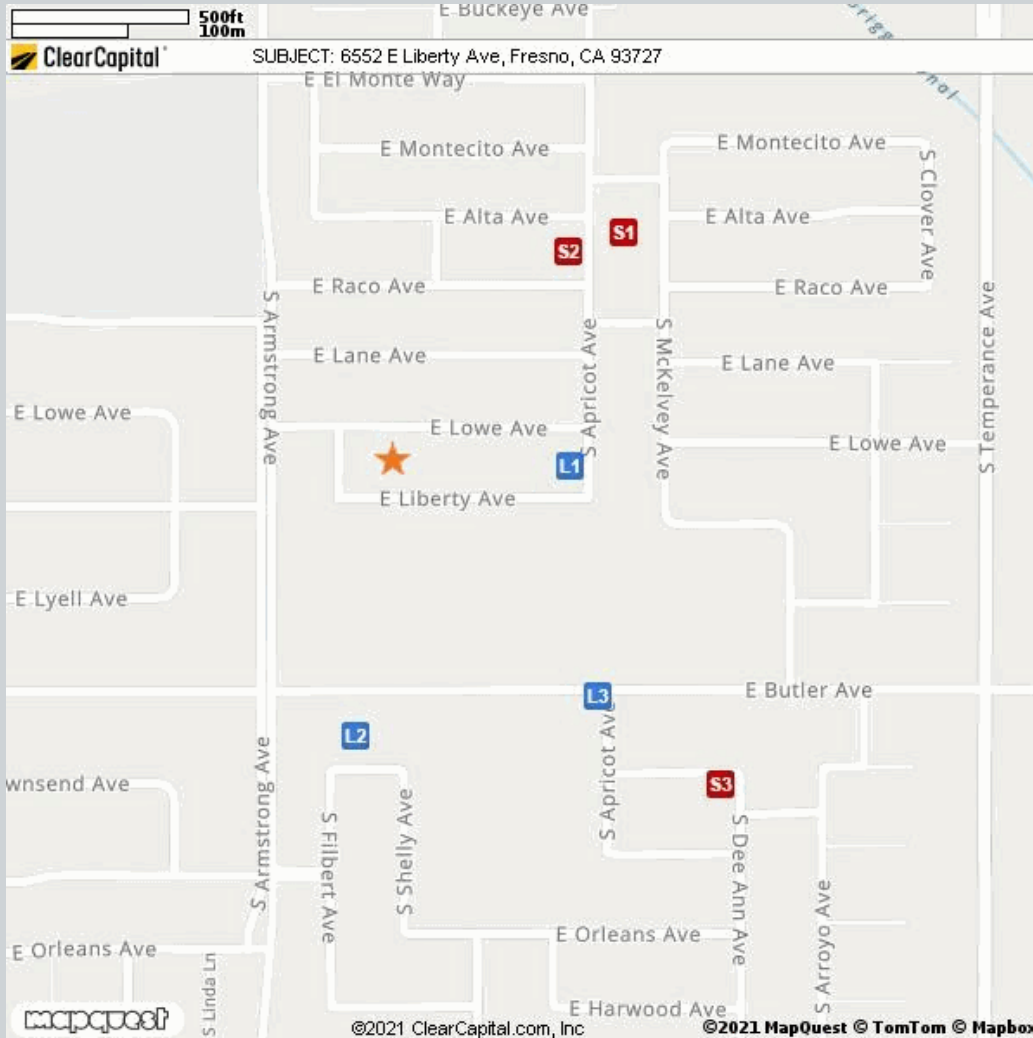 500ft
100m
E Buckeye Ave
Briggs Canal
ClearCapital
SUBJECT: 6552 E Liberty Ave, Fresno, CA 93727
E El Monte Way
E Montecito Ave
E Montecito Ave
S Clover Ave
E Alta Ave
E Alta Ave
S1
S2
E Raco Ave
E Raco Ave
S Armstrong Ave
S Apricot Ave
S McKelvey Ave
S Temperance Ave
E Lane Ave
E Lane Ave
E Lowe Ave
E Lowe Ave
E Lowe Ave
L1
E Liberty Ave
E Lyell Ave
E Butler Ave
L3
L2
S Apricot Ave
wnsend Ave
S Armstrong Ave
S Filbert Ave
S Shelly Ave
S3
S Dee Ann Ave
S Arroyo Ave
E Orleans Ave
E Orleans Ave
S Linda Ln
E Harwood Ave
mapquest
©2021 ClearCapital.com, Inc
©2021 MapQuest © TomTom © Mapbox